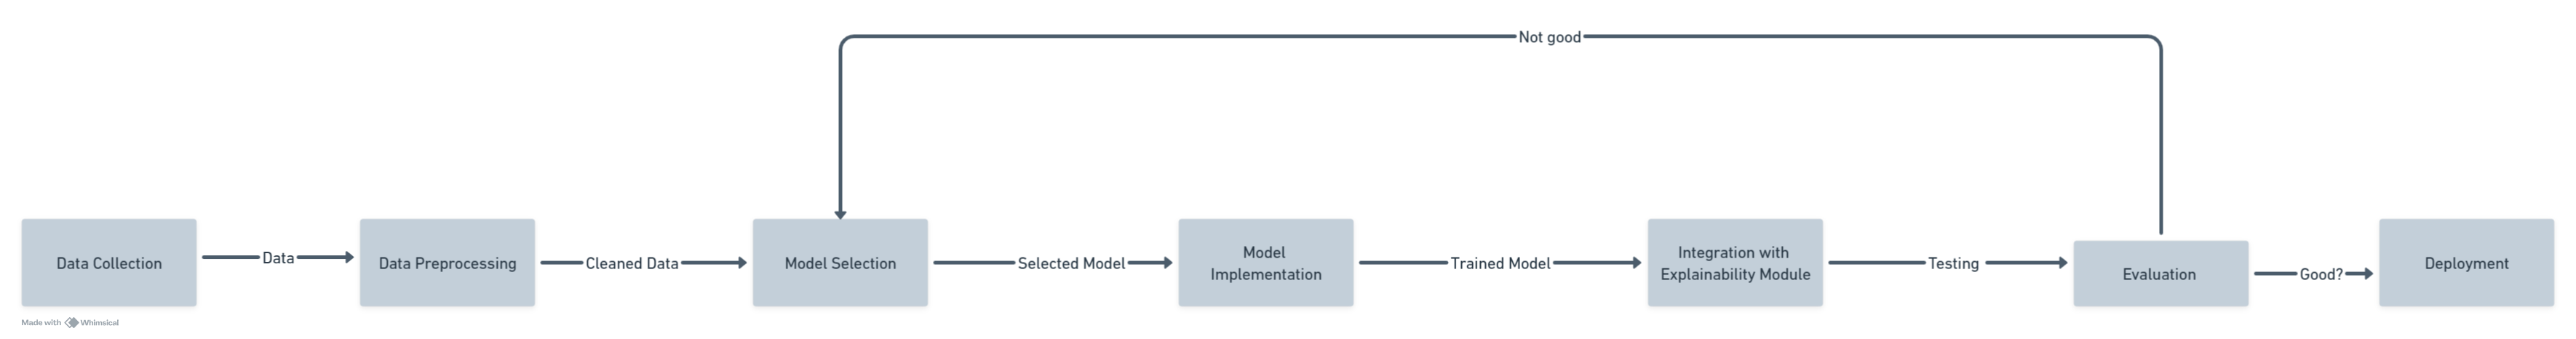 Not good
Data Collection
Data
Data Preprocessing
Cleaned Data
Model Selection
Selected Model
Model
Implementation
Trained Model
Integration with
Explainability Module
Testing
Evaluation
Good?
Deployment
Made with Whimsical